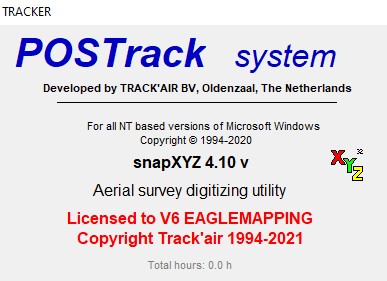 TRACKER
POSTrack system
Developed by TRACK'AIR BV, Oldenzaal, The Netherlands
For all NT based versions of Microsoft Windows
Copyright © 1994-2020
snapXYZ 4.10 v
XYZ 32
Aerial survey digitizing utility
Licensed to V6 EAGLEMAPPING
Copyright Track'air 1994-2021
Total hours: 0.0 h